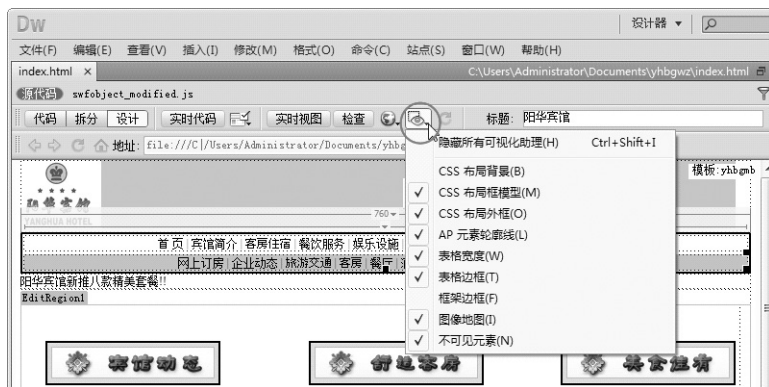 Dw 设计器
文件(F) 编辑(E) 查看(V) 插入(I) 修改(M) 格式(O) 命令(C) 站点(S) 窗口(W) 帮助(H)
index.html × C:\Users\Administrator\Documents\yhbgwz\index.html
源代码 swfobject_modified.js
代码 拆分 设计 实时代码 实时视图 检查 标题: 阳华宾馆
地址: file:///C|/Users/Administrator/Documents/yhbg
隐藏所有可视化助理(H) Ctrl+Shift+I
CSS 布局背景(B)
CSS 布局框模型(M)
CSS 布局外框(O)
AP 元素轮廓线(L)
表格宽度(W)
表格边框(T)
框架边框(F)
图像地图(I)
不可见元素(N)
模板:yhbgmb
阳华宾馆
YANGHUA HOTEL
760
首页 宾馆简介 客房住宿 餐饮服务 娱乐设施
网上订房 企业动态 旅游交通 客房 餐厅
阳华宾馆新推八款精美套餐!!
EditRegion1
宾馆动态 舒适客房 美食佳肴